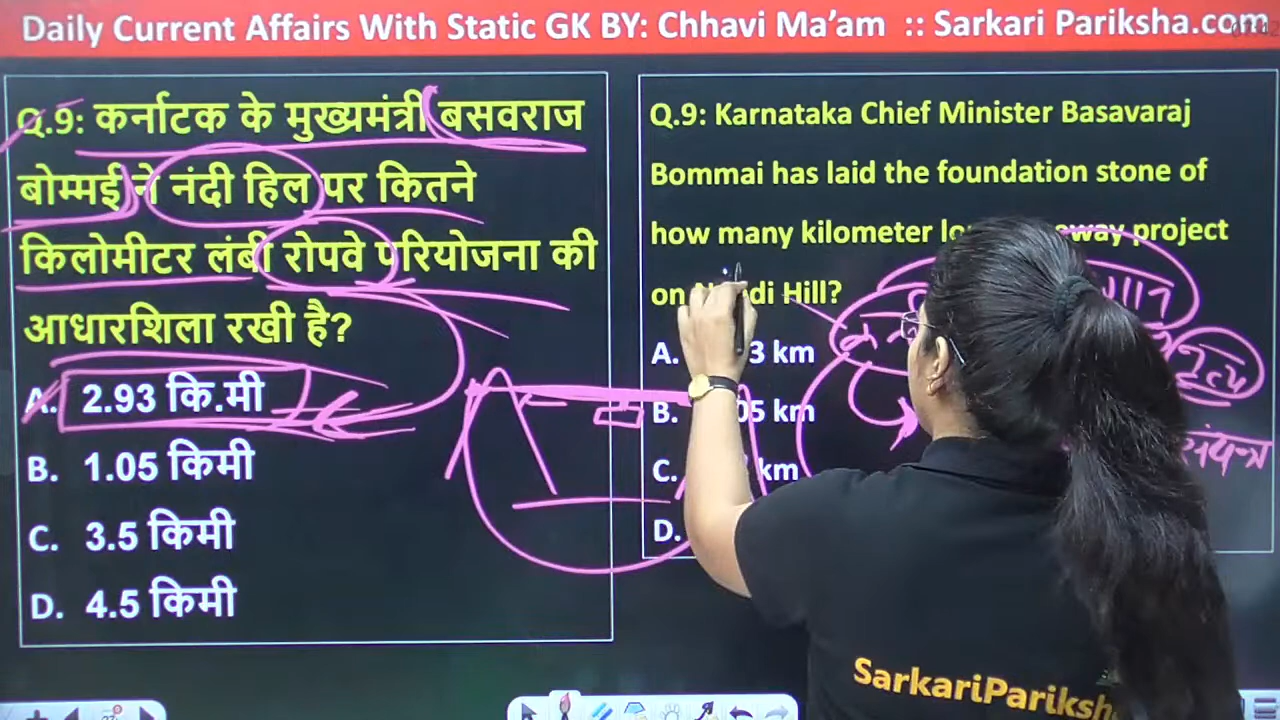 Daily Current Affairs With Static GK BY: Chhavi Ma'am :: Sarkari Pariksha.com
Q.9: कर्नाटक के मुख्यमंत्री बसवराज
बोम्मई ने नंदी हिल पर कितने
किलोमीटर लंबी रोपवे परियोजना की
आधारशिला रखी है?
A. 2.93 कि.मी
B. 1.05 किमी
C. 3.5 किमी
D. 4.5 किमी
Q.9: Karnataka Chief Minister Basavaraj
Bommai has laid the foundation stone of
how many kilometer project
on Hill?
A. 3 km
B. 05 km
C. km
D.
SarkariPariksh